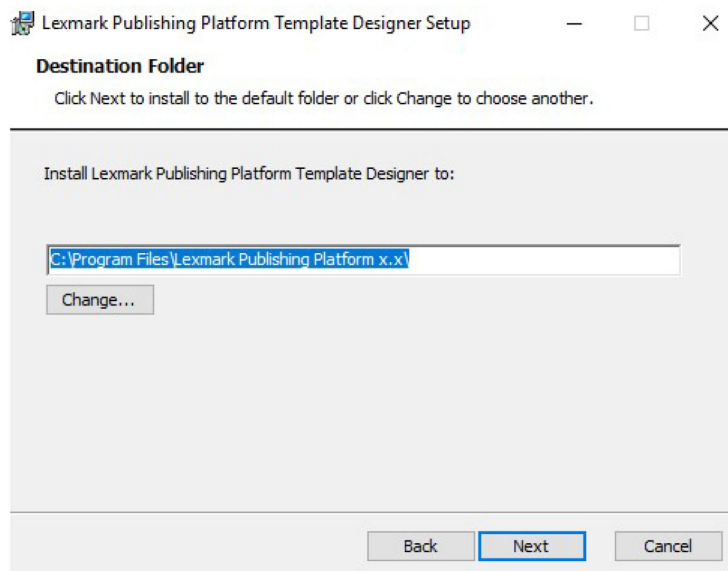 Lexmark Publishing Platform Template Designer Setup
Destination Folder
Click Next to install to the default folder or click Change to choose another.
Install Lexmark Publishing Platform Template Designer to:
C:\Program Files\Lexmark Publishing Platform x.x\
Change...
Back Next Cancel